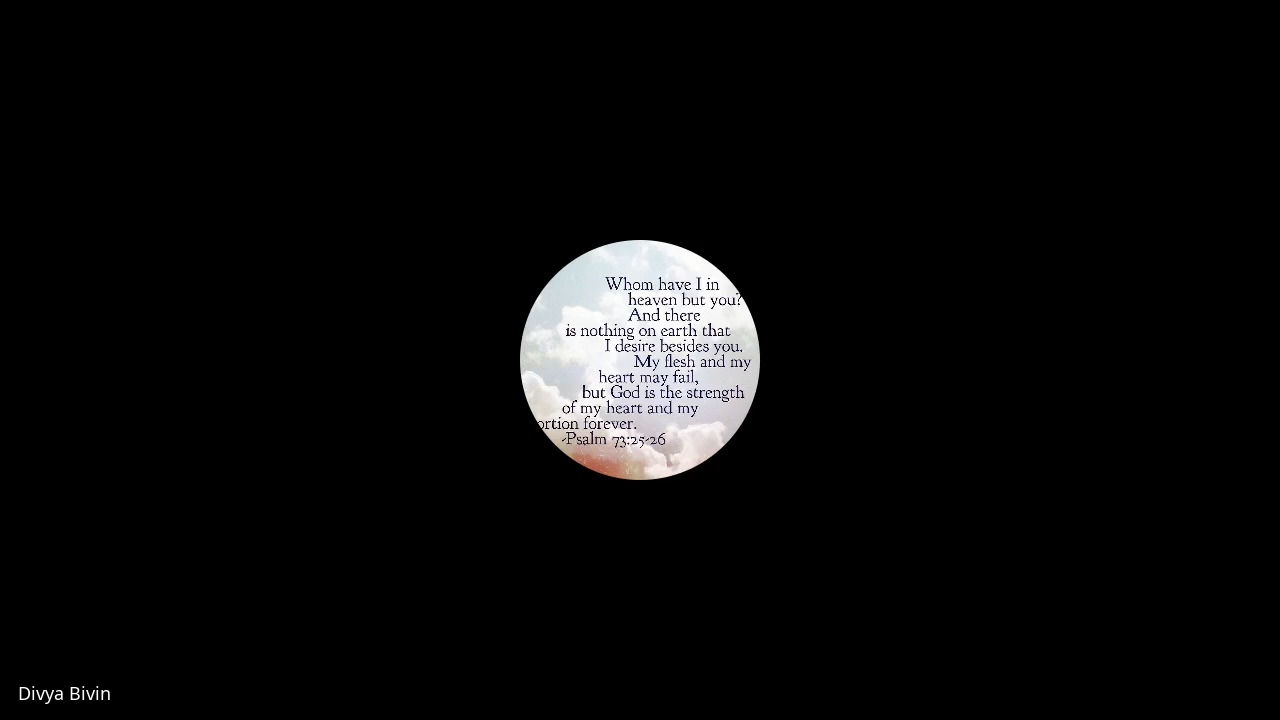 Whom have I in
heaven but you?
And there
is nothing on earth that
I desire besides you.
My flesh and my
heart may fail,
but God is the strength
of my heart and my
ortion forever.
-Psalm 73:25-26
Divya Bivin